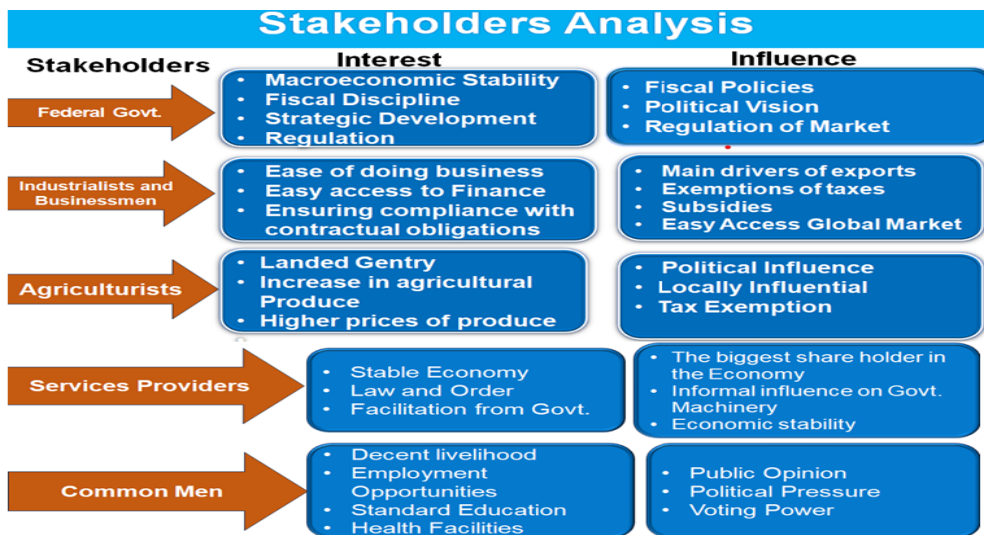 Stakeholders Analysis
Stakeholders
Interest
Influence
Federal Govt.
• Macroeconomic Stability
• Fiscal Discipline
• Strategic Development
• Regulation
• Fiscal Policies
• Political Vision
• Regulation of Market
Industrialists and
Businessmen
• Ease of doing business
• Easy access to Finance
• Ensuring compliance with
contractual obligations
• Main drivers of exports
• Exemptions of taxes
• Subsidies
• Easy Access Global Market
Agriculturists
• Landed Gentry
• Increase in agricultural
Produce
• Higher prices of produce
• Political Influence
• Locally Influential
• Tax Exemption
Services Providers
• Stable Economy
• Law and Order
• Facilitation from Govt.
• The biggest share holder in
the Economy
• Informal influence on Govt.
Machinery
• Economic stability
Common Men
• Decent livelihood
• Employment
Opportunities
• Standard Education
• Health Facilities
• Public Opinion
• Political Pressure
• Voting Power